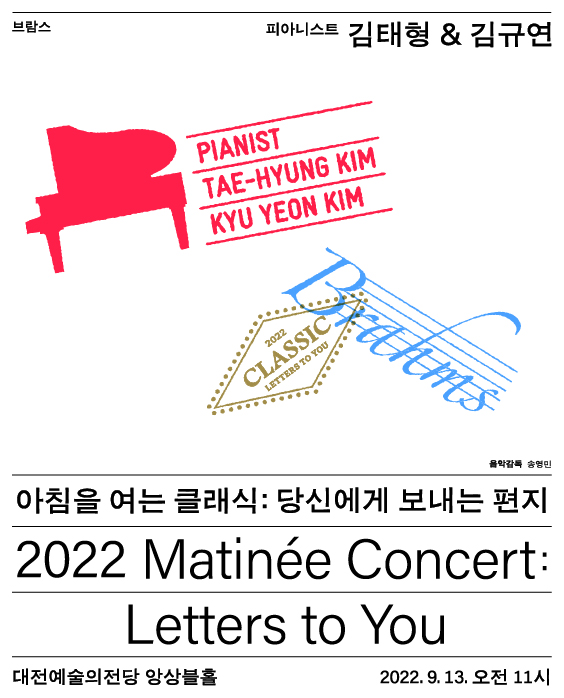 브람스
피아니스트 김태형 & 김규연
PIANIST
TAE-HYUNG KIM
KYU YEON KIM
Brahms
2022
CLASSIC
LETTERS TO YOU
음악감독 송영민
아침을 여는 클래식: 당신에게 보내는 편지
2022 Matinée Concert:
Letters to You
대전예술의전당 앙상블홀
2022. 9. 13. 오전 11시